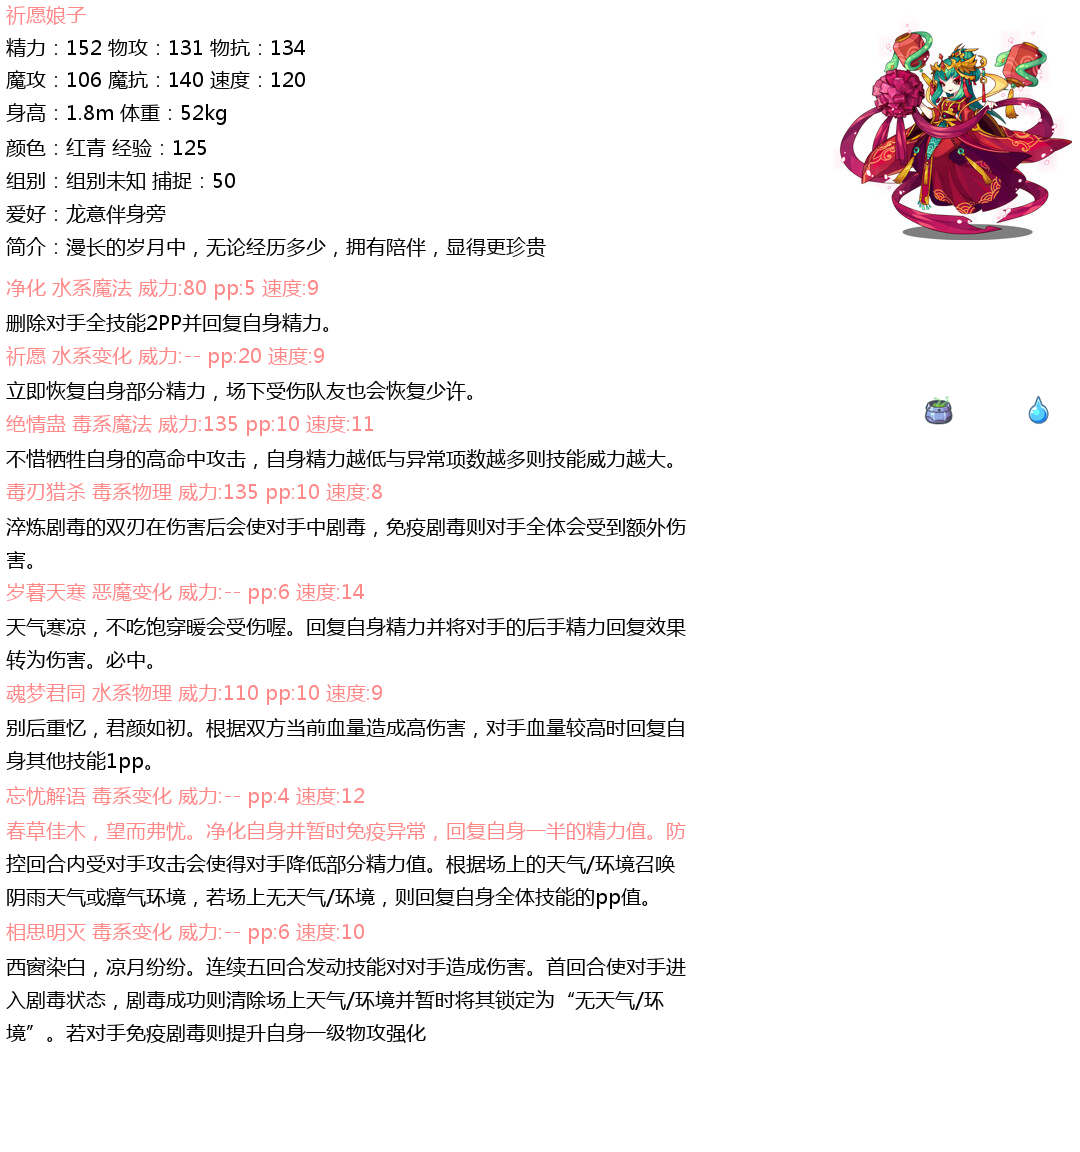 祈愿娘子
精力：152 物攻：131 物抗：134
魔攻：106 魔抗：140 速度：120
身高：1.8m 体重：52kg
颜色：红青 经验：125
组别：组别未知 捕捉：50
爱好：龙意伴身旁
简介：漫长的岁月中，无论经历多少，拥有陪伴，显得更珍贵
净化 水系魔法 威力:80 pp:5 速度:9
删除对手全技能2PP并回复自身精力。
祈愿 水系变化 威力:-- pp:20 速度:9
立即恢复自身部分精力，场下受伤队友也会恢复少许。
绝情蛊 毒系魔法 威力:135 pp:10 速度:11
不惜牺牲自身的高命中攻击，自身精力越低与异常项数越多则技能威力越大。
毒刃猎杀 毒系物理 威力:135 pp:10 速度:8
淬炼剧毒的双刃在伤害后会使对手中剧毒，免疫剧毒则对手全体会受到额外伤
害。
岁暮天寒 恶魔变化 威力:-- pp:6 速度:14
天气寒凉，不吃饱穿暖会受伤喔。回复自身精力并将对手的后手精力回复效果
转为伤害。必中。
魂梦君同 水系物理 威力:110 pp:10 速度:9
别后重忆，君颜如初。根据双方当前血量造成高伤害，对手血量较高时回复自
身其他技能1pp。
忘忧解语 毒系变化 威力:-- pp:4 速度:12
春草佳木，望而弗忧。净化自身并暂时免疫异常，回复自身一半的精力值。防
控回合内受对手攻击会使得对手降低部分精力值。根据场上的天气/环境召唤
阴雨天气或瘴气环境，若场上无天气/环境，则回复自身全体技能的pp值。
相思明灭 毒系变化 威力:-- pp:6 速度:10
西窗染白，凉月纷纷。连续五回合发动技能对对手造成伤害。首回合使对手进
入剧毒状态，剧毒成功则清除场上天气/环境并暂时将其锁定为“无天气/环
境”。若对手免疫剧毒则提升自身一级物攻强化